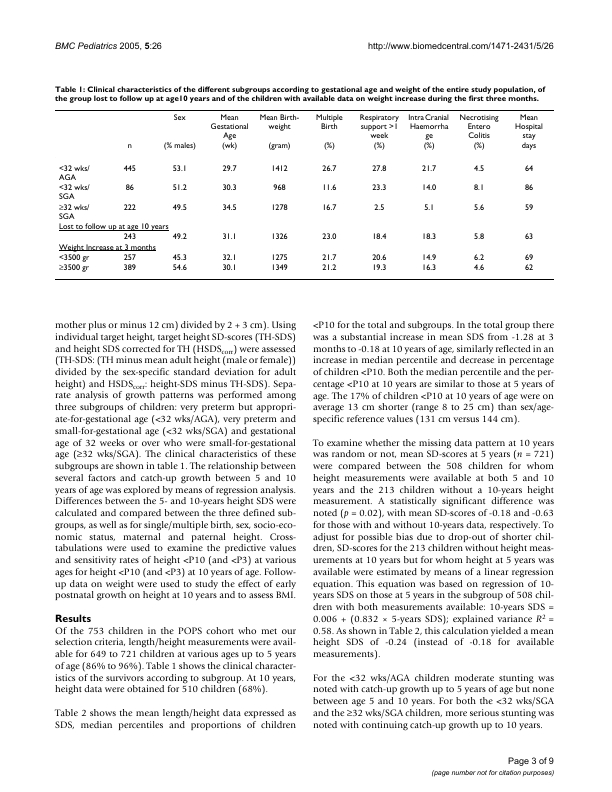 BMC Pediatrics 2005, 5:26
http://www.biomedcentral.com/1471-2431/5/26
Table 1: Clinical characteristics of the different subgroups according to gestational age and weight of the entire study population, of
the group lost to follow up at age10 years and of the children with available data on weight increase during the first three months.
Sex Mean Mean Birth- Multiple Respiratory Intra Cranial Necrotising Mean
Gestational weight Birth support >1 Haemorrha Entero Hospital
Age week ge Colitis stay
n (% males) (wk) (gram) (%) (%) (%) (%) days
<32 wks/ 445 53.1 29.7 1412 26.7 27.8 21.7 4.5 64
AGA
<32 wks/ 86 51.2 30.3 968 11.6 23.3 14.0 8.1 86
SGA
≥32 wks/ 222 49.5 34.5 1278 16.7 2.5 5.1 5.6 59
SGA
Lost to follow up at age 10 years
243 49.2 31.1 1326 23.0 18.4 18.3 5.8 63
Weight Increase at 3 months
<3500 gr 257 45.3 32.1 1275 21.7 20.6 14.9 6.2 69
≥3500 gr 389 54.6 30.1 1349 21.2 19.3 16.3 4.6 62
mother plus or minus 12 cm) divided by 2 + 3 cm). Using
individual target height, target height SD-scores (TH-SDS)
and height SDS corrected for TH (HSDScorr) were assessed
(TH-SDS: (TH minus mean adult height (male or female))
divided by the sex-specific standard deviation for adult
height) and HSDScorr: height-SDS minus TH-SDS). Sepa-
rate analysis of growth patterns was performed among
three subgroups of children: very preterm but appropri-
ate-for-gestational age (<32 wks/AGA), very preterm and
small-for-gestational age (<32 wks/SGA) and gestational
age of 32 weeks or over who were small-for-gestational
age (≥32 wks/SGA). The clinical characteristics of these
subgroups are shown in table 1. The relationship between
several factors and catch-up growth between 5 and 10
years of age was explored by means of regression analysis.
Differences between the 5- and 10-years height SDS were
calculated and compared between the three defined sub-
groups, as well as for single/multiple birth, sex, socio-eco-
nomic status, maternal and paternal height. Cross-
tabulations were used to examine the predictive values
and sensitivity rates of height <P10 (and <P3) at various
ages for height <P10 (and <P3) at 10 years of age. Follow-
up data on weight were used to study the effect of early
postnatal growth on height at 10 years and to assess BMI.
Results
Of the 753 children in the POPS cohort who met our
selection criteria, length/height measurements were avail-
able for 649 to 721 children at various ages up to 5 years
of age (86% to 96%). Table 1 shows the clinical character-
istics of the survivors according to subgroup. At 10 years,
height data were obtained for 510 children (68%).
Table 2 shows the mean length/height data expressed as
SDS, median percentiles and proportions of children
<P10 for the total and subgroups. In the total group there
was a substantial increase in mean SDS from -1.28 at 3
months to -0.18 at 10 years of age, similarly reflected in an
increase in median percentile and decrease in percentage
of children <P10. Both the median percentile and the per-
centage <P10 at 10 years are similar to those at 5 years of
age. The 17% of children <P10 at 10 years of age were on
average 13 cm shorter (range 8 to 25 cm) than sex/age-
specific reference values (131 cm versus 144 cm).
To examine whether the missing data pattern at 10 years
was random or not, mean SD-scores at 5 years (n = 721)
were compared between the 508 children for whom
height measurements were available at both 5 and 10
years and the 213 children without a 10-years height
measurement. A statistically significant difference was
noted (p = 0.02), with mean SD-scores of -0.18 and -0.63
for those with and without 10-years data, respectively. To
adjust for possible bias due to drop-out of shorter chil-
dren, SD-scores for the 213 children without height meas-
urements at 10 years but for whom height at 5 years was
available were estimated by means of a linear regression
equation. This equation was based on regression of 10-
years SDS on those at 5 years in the subgroup of 508 chil-
dren with both measurements available: 10-years SDS =
0.006 + (0.832 × 5-years SDS); explained variance R² =
0.58. As shown in Table 2, this calculation yielded a mean
height SDS of -0.24 (instead of -0.18 for available
measurements).
For the <32 wks/AGA children moderate stunting was
noted with catch-up growth up to 5 years of age but none
between age 5 and 10 years. For both the <32 wks/SGA
and the ≥32 wks/SGA children, more serious stunting was
noted with continuing catch-up growth up to 10 years.
Page 3 of 9
(page number not for citation purposes)